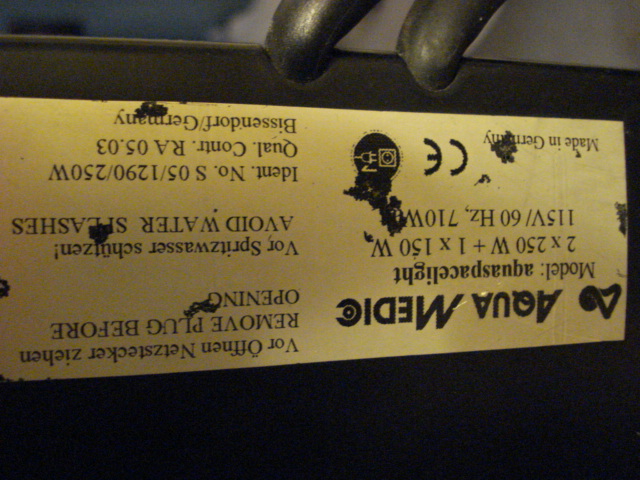 AQUA MEDIC
Model: aquaspacelight
2 x 250 W + 1 x 150 W
115V/ 60 Hz, 710W
Made in Germany
CE
Vor Öffnen Netzstecker ziehen
REMOVE PLUG BEFORE
OPENING
Vor Spritzwasser schützen!
AVOID WATER SPLASHES
Ident. No. S 05/1290/250W
Qual. Contr. RA 05.03
Bissendorf/Germany